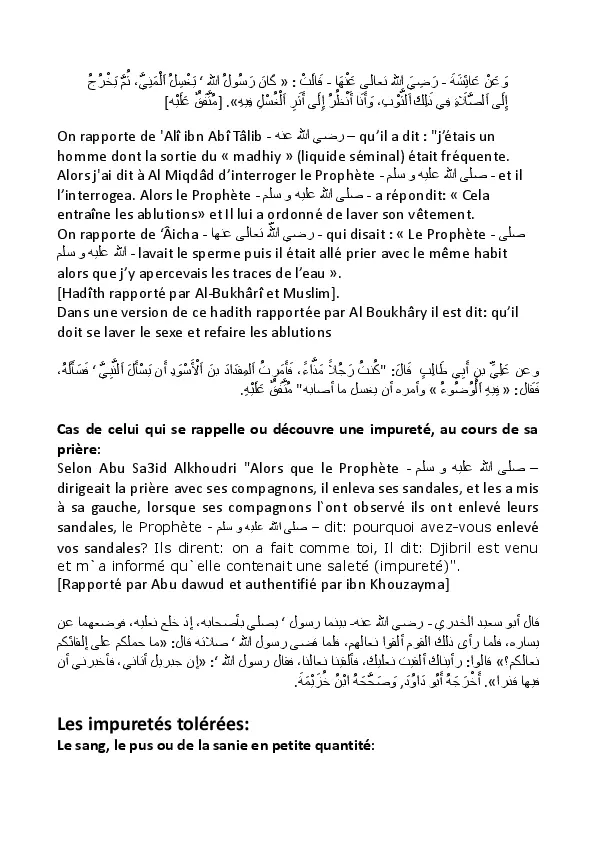 وَعَنْ عَائِشَةَ - رَضِيَ الله تعالى عَنْهَا - قَالَتْ : « كَانَ رَسُولُ الله ‘ يَغْسِلُ اَلْمَنِيَّ، ثُمَّ يَخْرُجُ
إِلَى اَلصَّلَاةِ فِي ذَلِكَ اَلثَّوْبِ، وَأَنَا أَنْظُرُ إِلَى أَثَرِ اَلْغُسْلِ فِيهِ». [مُتَّفَقٌ عَلَيْه]
On rapporte de 'Alî ibn Abî Tâlib - رضي الله عنه – qu’il a dit : "j’étais un
homme dont la sortie du « madhiy » (liquide séminal) était fréquente.
Alors j'ai dit à Al Miqdâd d’interroger le Prophète - صلى الله عليه و سلم - et il
l’interrogea. Alors le Prophète - صلى الله عليه و سلم - a répondit: « Cela
entraîne les ablutions» et Il lui a ordonné de laver son vêtement.
On rapporte de ‘Âicha - رضي الله تعالى عنها - qui disait : « Le Prophète - صلى
الله عليه و سلم - lavait le sperme puis il était allé prier avec le même habit
alors que j’y apercevais les traces de l’eau ».
[Hadîth rapporté par Al-Bukhârî et Muslim].
Dans une version de ce hadith rapportée par Al Boukhâry il est dit: qu’il
doit se laver le sexe et refaire les ablutions
وعن عَلِيِّ بنِ أَبِي طَالِبٍ قَالَ: "كُنتُ رَجُلاً مَذَّاءً، فَأَمَرتُ اَلمِقدَادَ بنَ اَلأَسْوَدِ أَن يَسْأَلَ اَلنَّبِيَّ ‘ فَسَأَلَهُ،
فَقَالَ: « فِيهِ اَلْوُضُوءُ » وأمره أن يغسل ما أصابه" مُتَّفَقٌ عَلَيْهِ.
Cas de celui qui se rappelle ou découvre une impureté, au cours de sa
prière:
Selon Abu Sa3id Alkhoudri "Alors que le Prophète - صلى الله عليه و سلم –
dirigeait la prière avec ses compagnons, il enleva ses sandales, et les a mis
à sa gauche, lorsque ses compagnons l`ont observé ils ont enlevé leurs
sandales, le Prophète - صلى الله عليه و سلم – dit: pourquoi avez-vous enlevé
vos sandales? Ils dirent: on a fait comme toi, Il dit: Djibril est venu
et m`a informé qu`elle contenait une saleté (impureté)".
[Rapporté par Abu dawud et authentifié par ibn Khouzayma]
قال أبو سعيد الخدري - رضي الله عنه- بينما رسول ‘ يصلي بأصحابه، إذ خلع نعليه، فوضعهما عن
يساره، فلما رأى ذلك القوم ألقوا نعالهم، فلما قضى رسول الله ‘ صلاته قال: «ما حملكم على إلقائكم
نعالكم؟» قالوا: رأيناك ألقيت نعليك، فألقينا نعالنا، فقال رسول الله ‘: «إن جبريل أتاني، فأخبرني أن
فيها قذرا». أَخْرَجَهُ أَبُو دَاوُدَ, وَصَحَّحَهُ اِبْنُ خُزَيْمَةَ.
Les impuretés tolérées:
Le sang, le pus ou de la sanie en petite quantité: